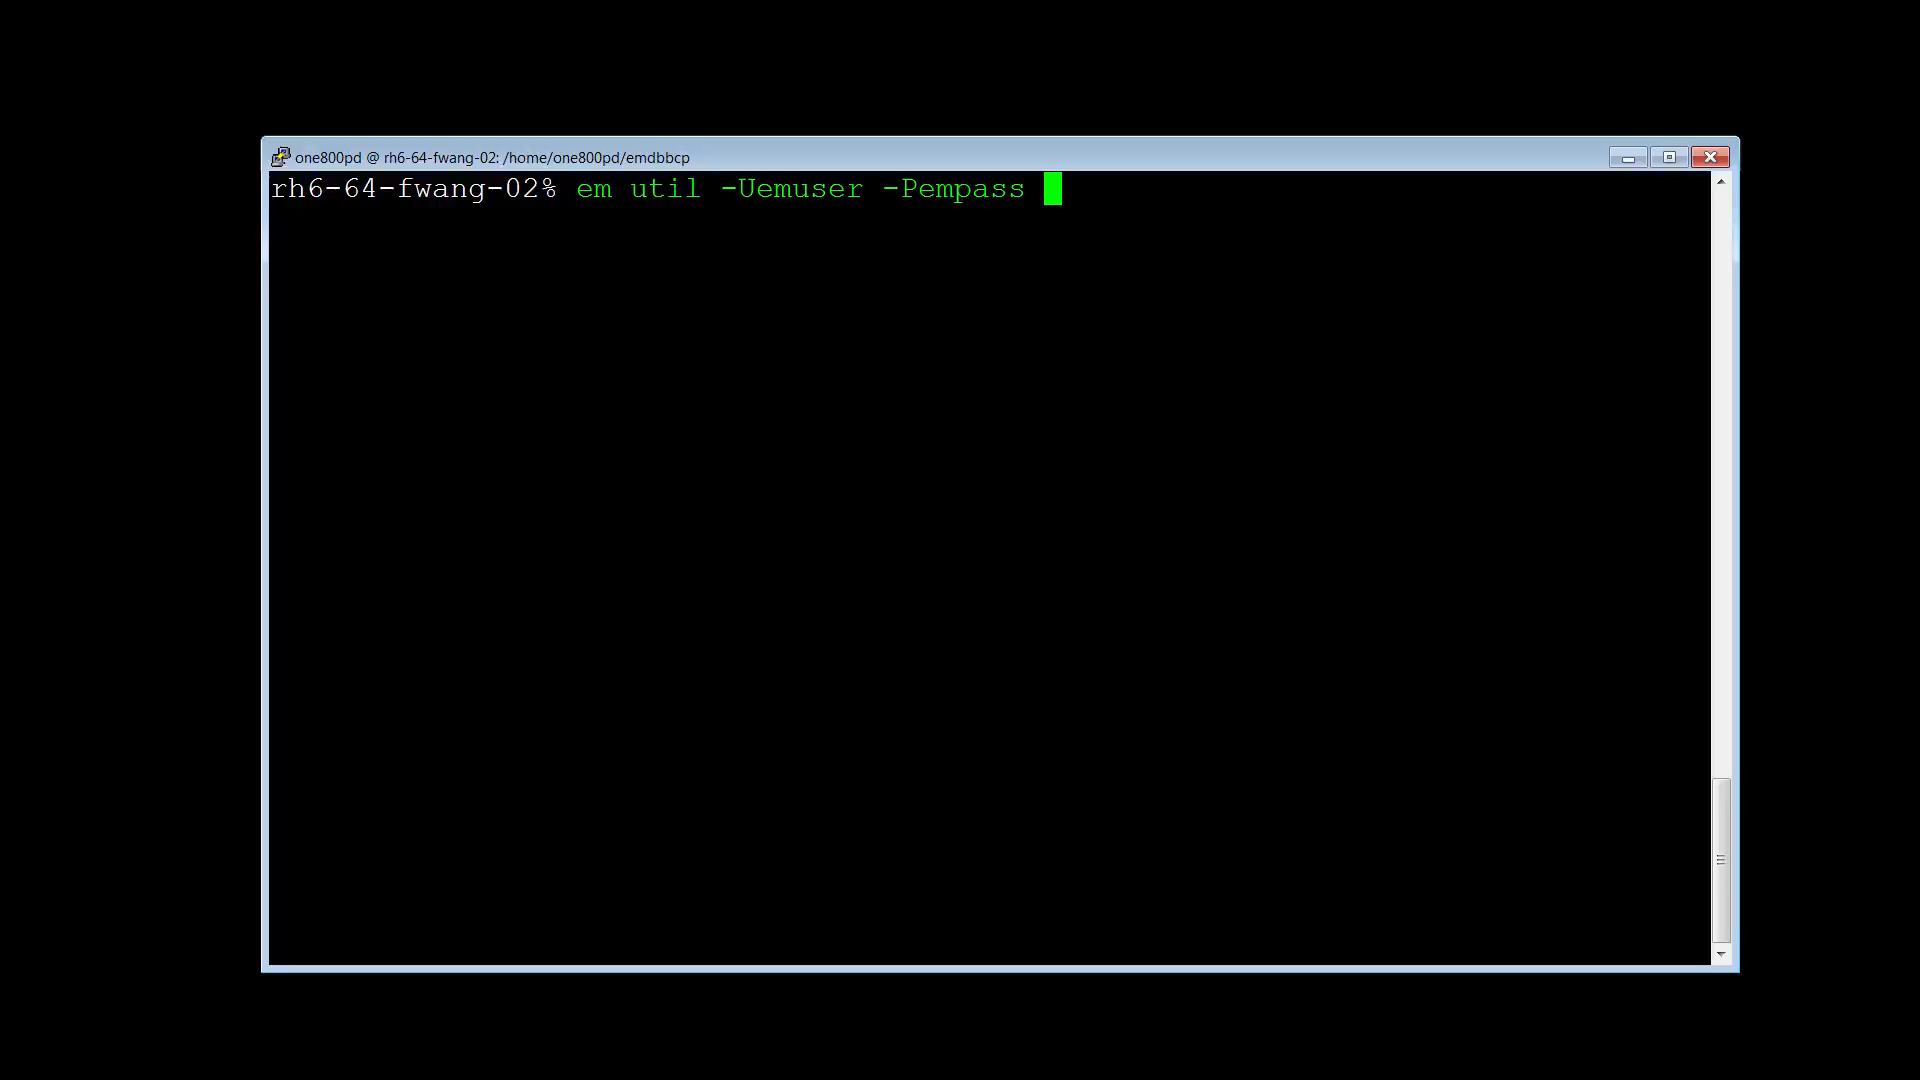 one800pd @ rh6-64-fwang-02: /home/one800pd/emdbbcp
rh6-64-fwang-02% em util -Uemuser -Pempass